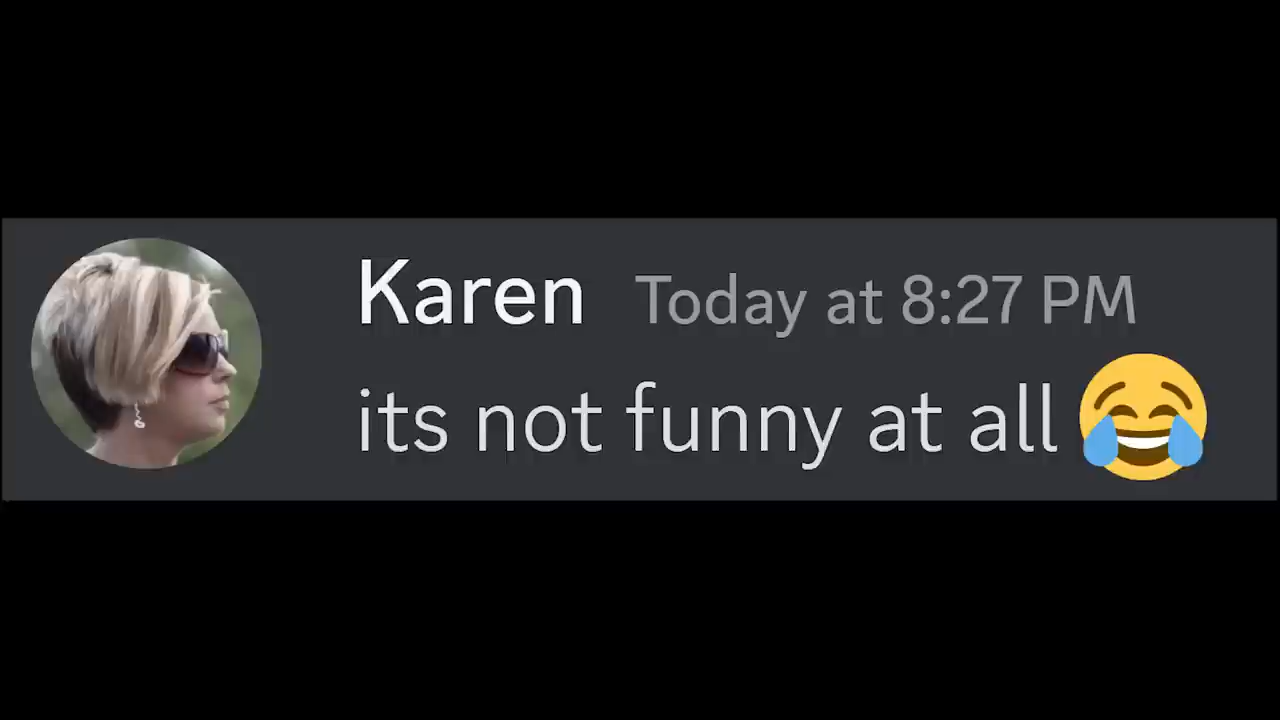 Karen Today at 8:27 PM
its not funny at all 😂